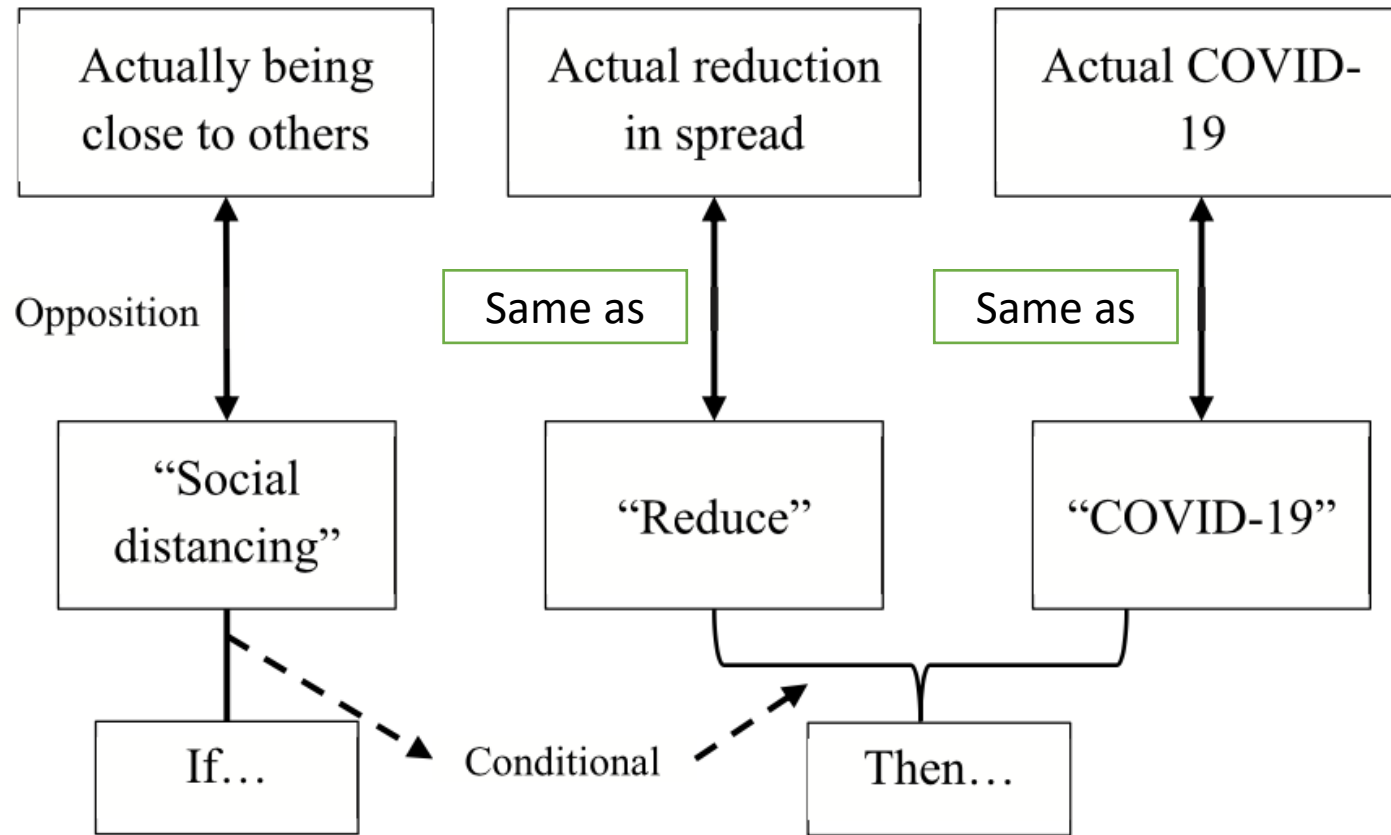 Actually being
close to others
Actual reduction
in spread
Actual COVID-
19
Opposition
Same as
Same as
“Social
distancing”
“Reduce”
“COVID-19”
If…
Conditional
Then…